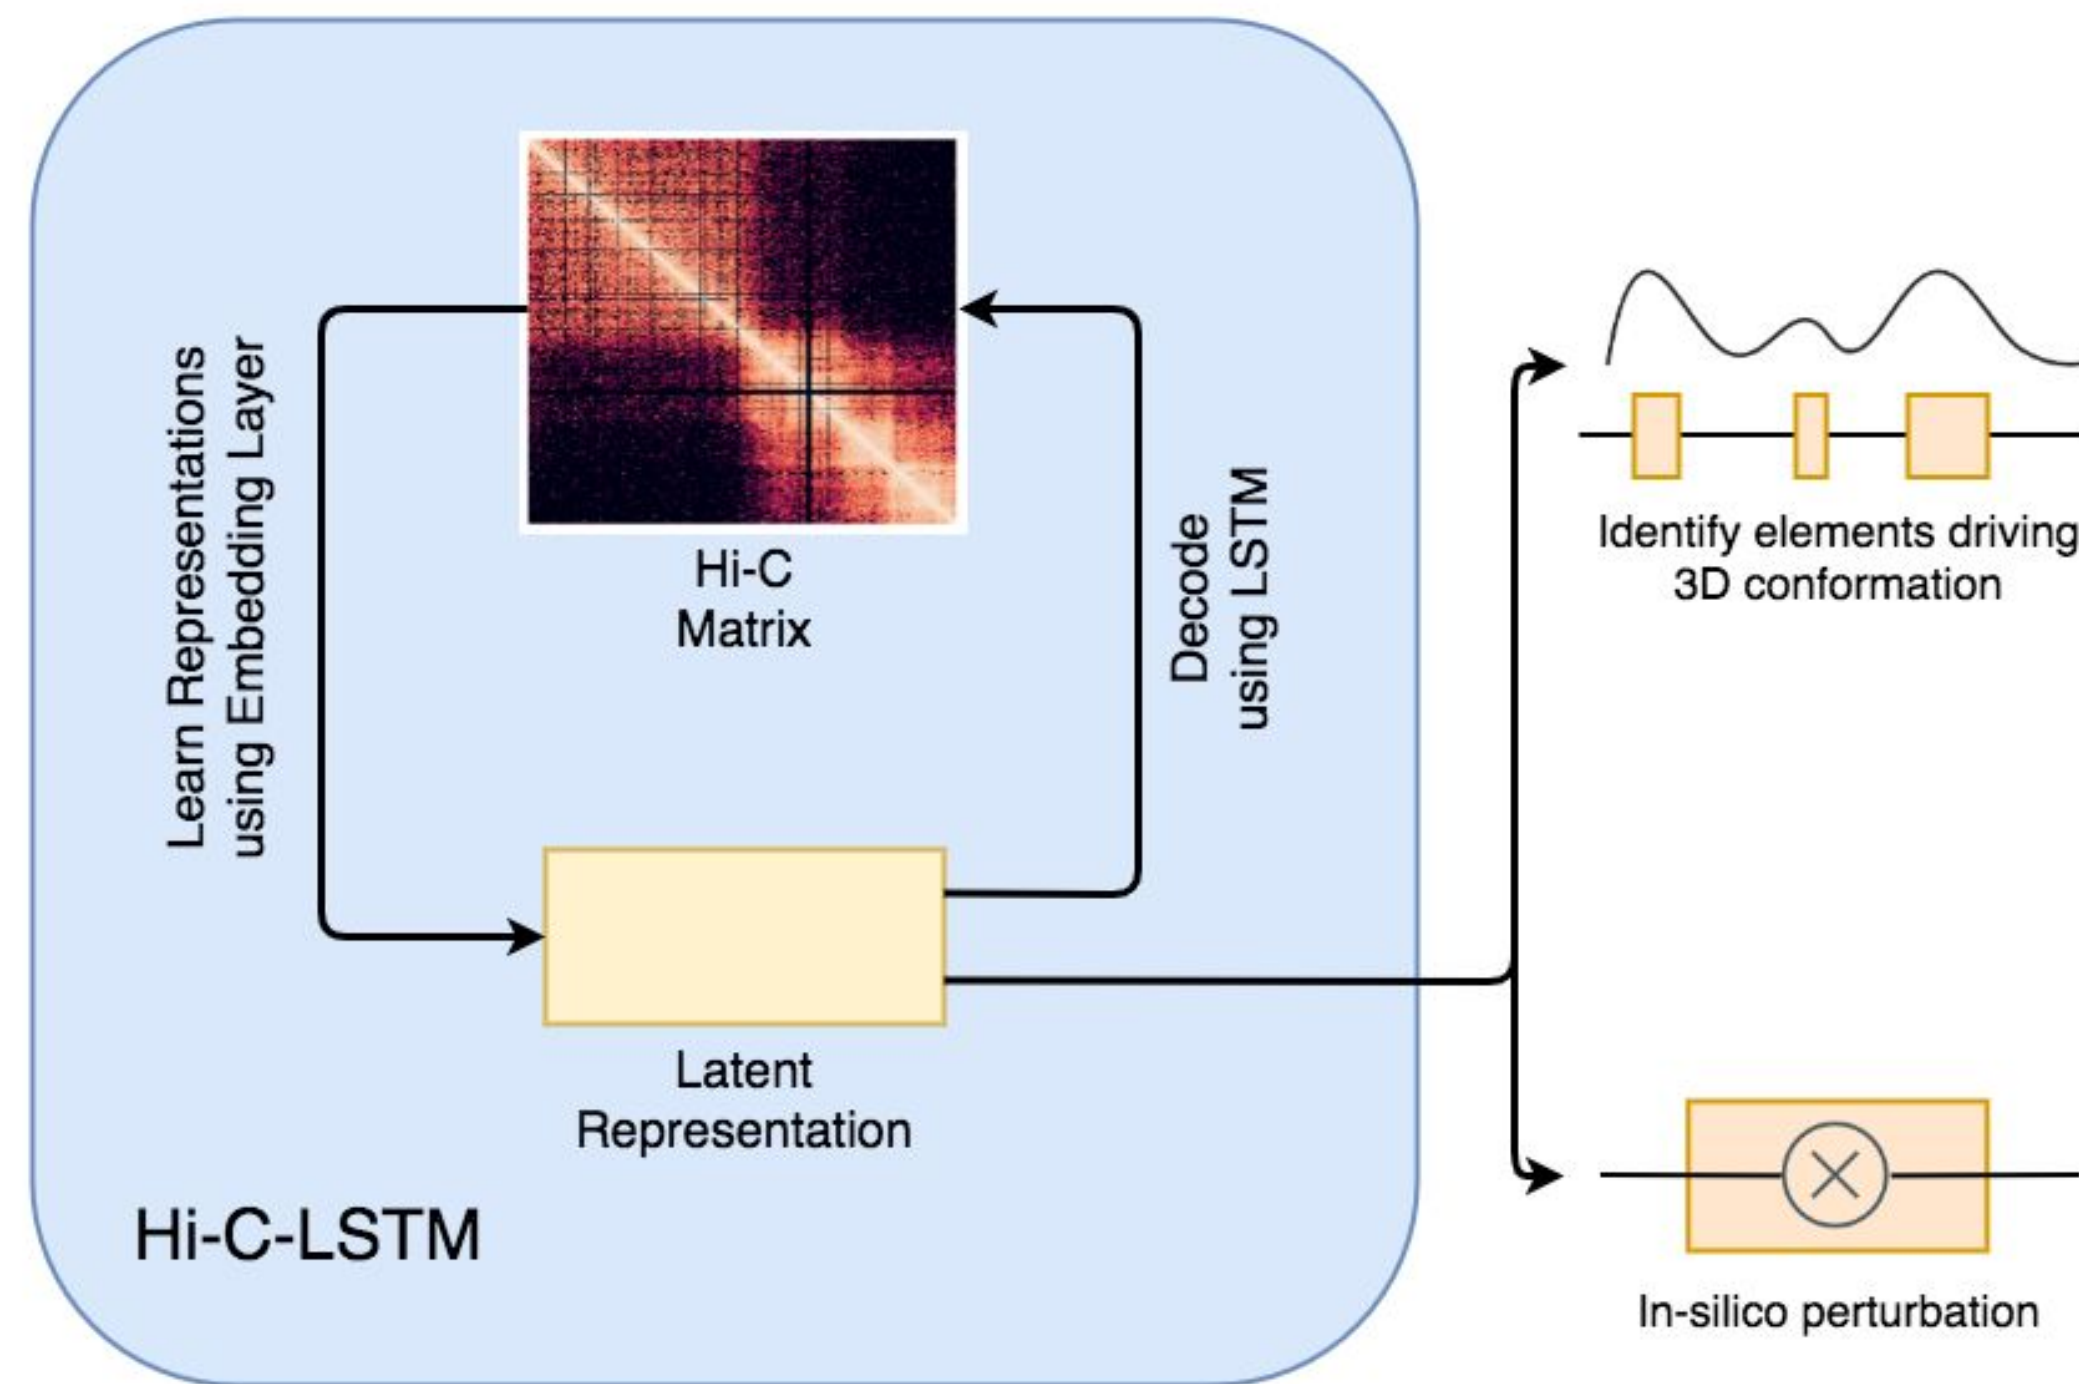 Learn Representations
using Embedding Layer
Hi-C
Matrix
Decode
using LSTM
Latent
Representation
Hi-C-LSTM
Identify elements driving
3D conformation
In-silico perturbation